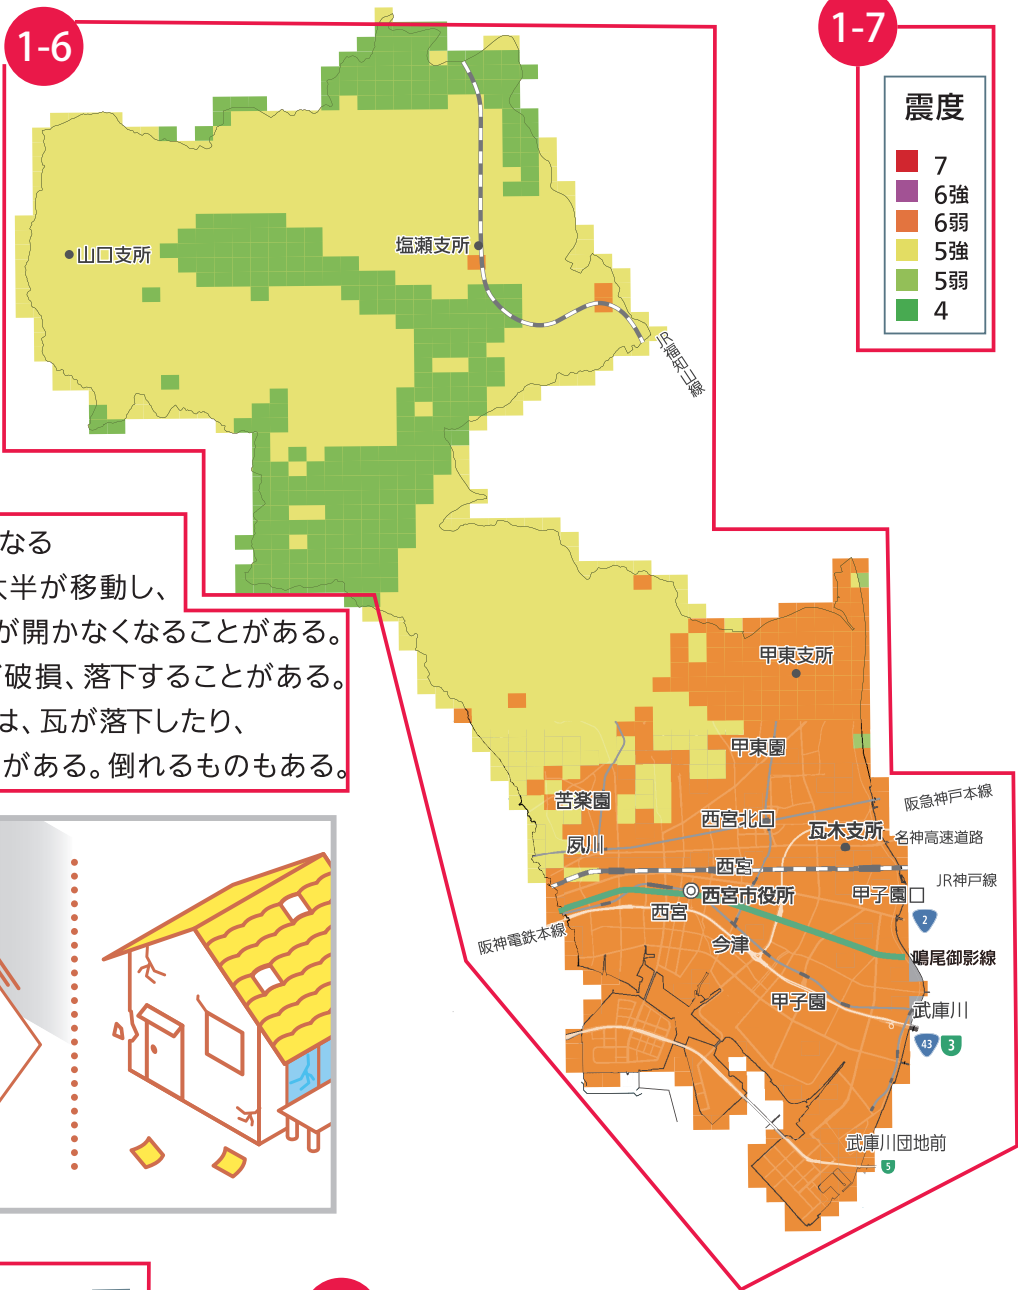 1-6
1-7
震度
7
6強
6弱
5強
5弱
4
山口支所
塩瀬支所
JR福知山線
なる
大半が移動し、
が開かなくなることがある。
破損、落下することがある。
は、瓦が落下したり、
がある。倒れるものもある。
甲東支所
甲東園
苦楽園
西宮北口
阪急神戸本線
瓦木支所
名神高速道路
夙川
西宮
JR神戸線
甲子園口
西宮市役所
西宮
2
阪神電鉄本線
今津
鳴尾御影線
甲子園
武庫川
43
3
武庫川団地前
5